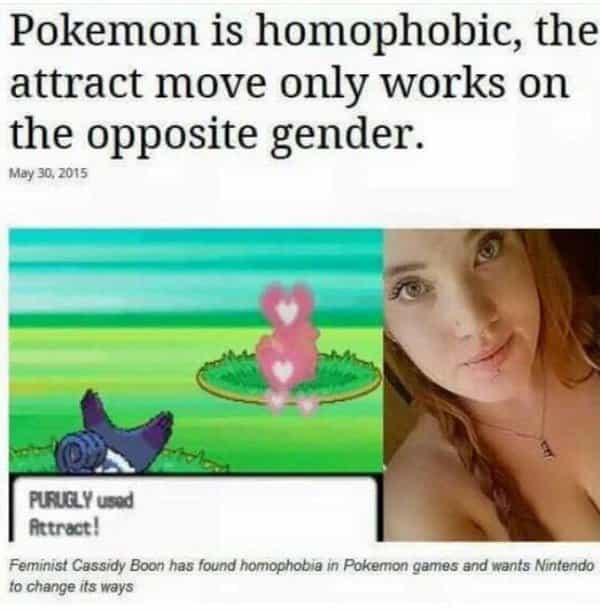 Pokemon is homophobic, the
attract move only works on
the opposite gender.
May 30, 2015
PURUGLY used
Attract!
Feminist Cassidy Boon has found homophobia in Pokemon games and wants Nintendo
to change its ways